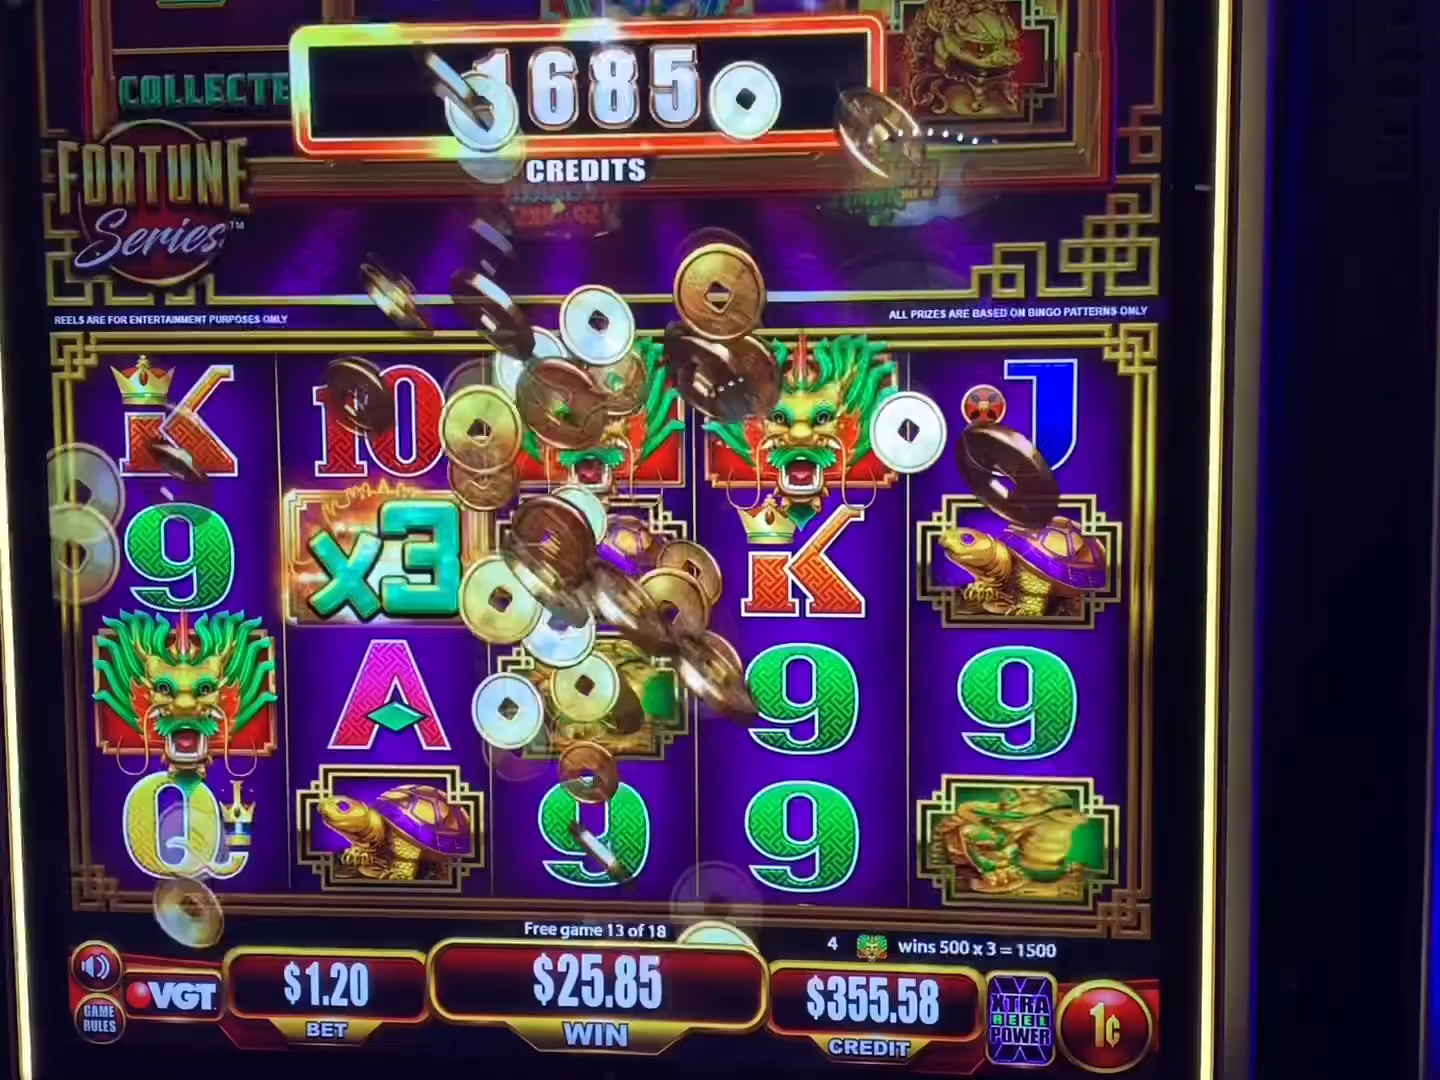 COLLECTE
1685
CREDITS
FORTUNE
Series™
REELS ARE FOR ENTERTAINMENT PURPOSES ONLY
ALL PRIZES ARE BASED ON BINGO PATTERNS ONLY
K 10 J
9 x3 K
A 9 9
Q 9 9
Free game 13 of 18
4 wins 500 x 3 = 1500
GAME
RULES
VGT
$1.20
BET
$25.85
WIN
$355.58
CREDIT
XTRA
REEL
POWER
1¢